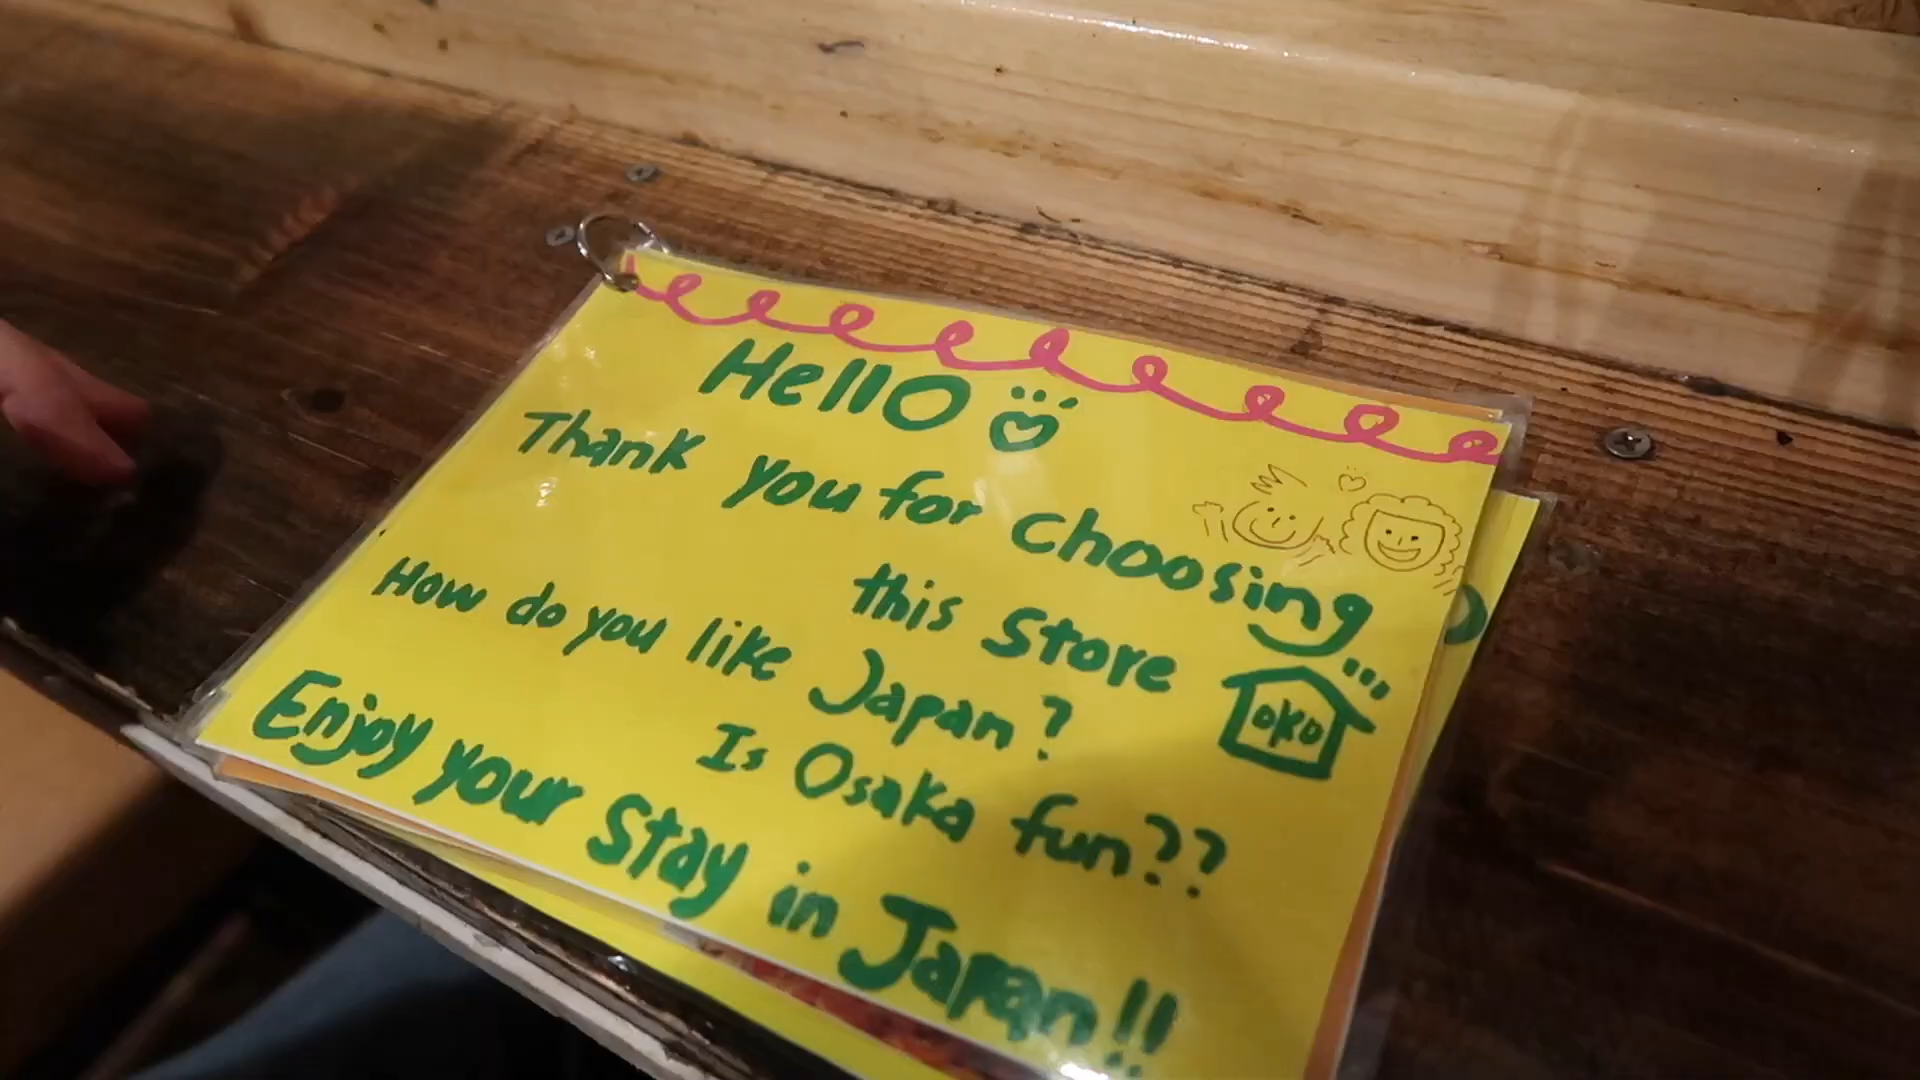 Hello
Thank you for choosing
this store
oko
How do you like Japan?
Is Osaka fun??
Enjoy your stay in Japan!!